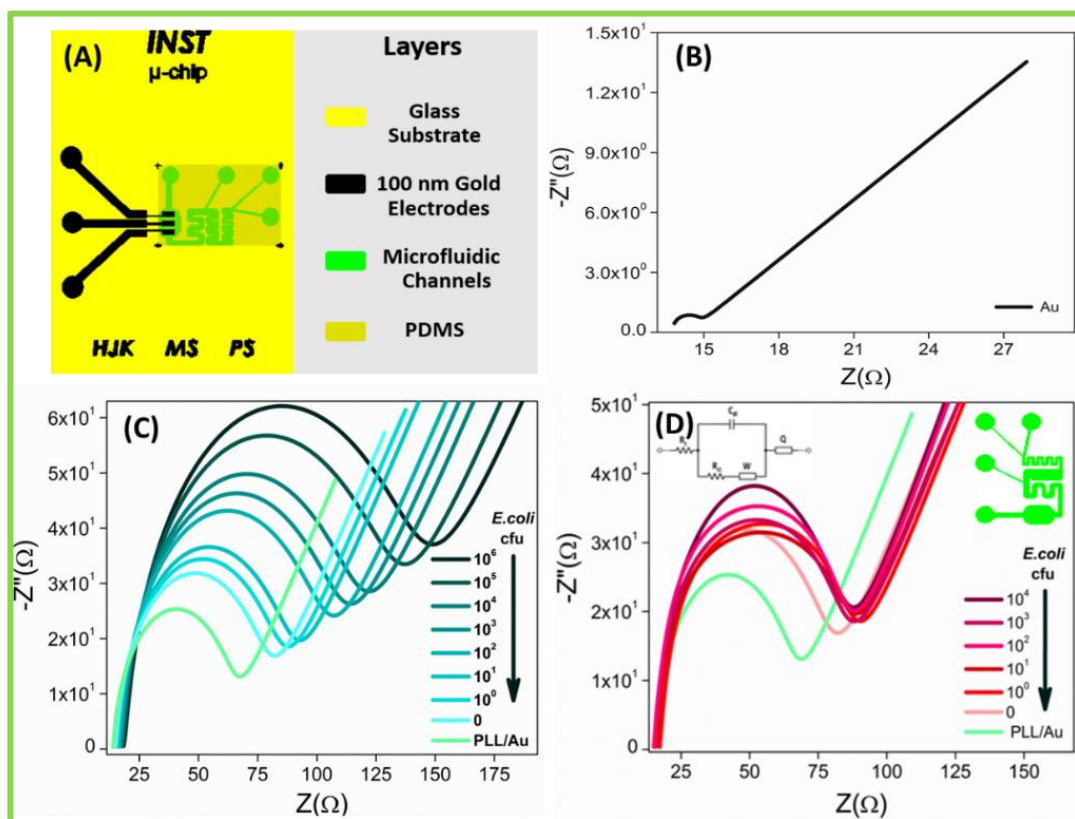 (A)
INST
μ-chip
HJK MS PS
Layers
Glass
Substrate
100 nm Gold
Electrodes
Microfluidic
Channels
PDMS
(B)
1.5x10¹
1.2x10¹
9.0x10⁰
6.0x10⁰
3.0x10⁰
0.0
-Z"(Ω)
15 18 21 24 27
Z(Ω)
Au
(C)
6x10¹
5x10¹
4x10¹
3x10¹
2x10¹
1x10¹
0
-Z"(Ω)
25 50 75 100 125 150 175
Z(Ω)
E.coli
cfu
10⁶
10⁵
10⁴
10³
10²
10¹
10⁰
0
PLL/Au
(D)
5x10¹
4x10¹
3x10¹
2x10¹
1x10¹
0
-Z"(Ω)
25 50 75 100 125 150
Z(Ω)
W
Q
E.coli
cfu
10⁴
10³
10²
10¹
10⁰
0
PLL/Au